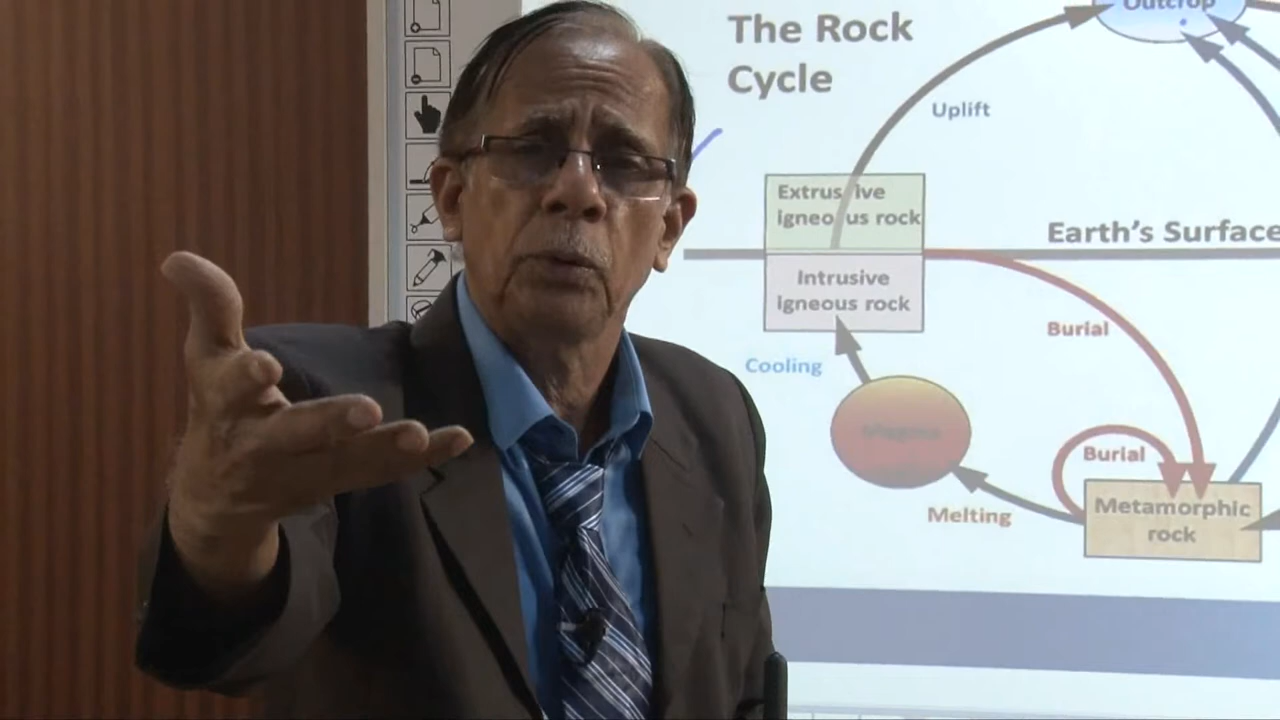 The Rock
Cycle
Outcrop
Uplift
Extrusive
igneous rock
Earth's Surface
Intrusive
igneous rock
Burial
Cooling
Magma
Burial
Metamorphic
rock
Melting